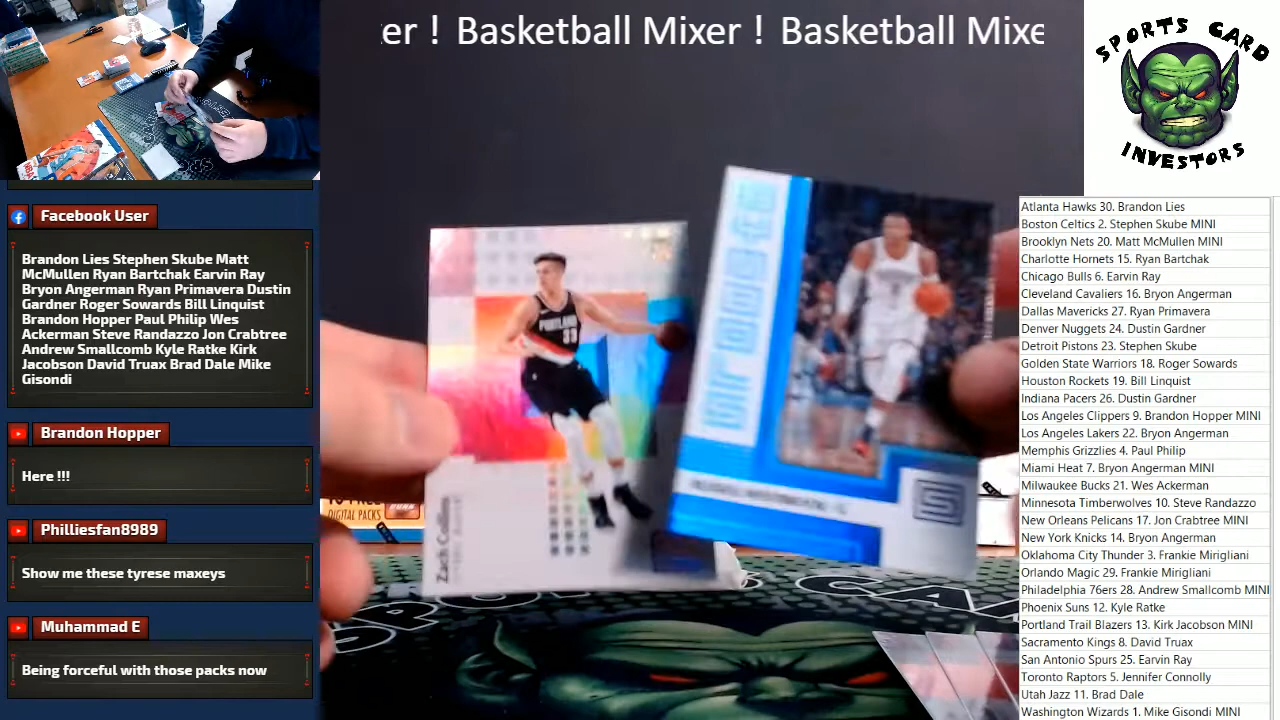 er ! Basketball Mixer ! Basketball Mixe
SPORTS CARD
INVESTORS
Facebook User
Brandon Lies Stephen Skube Matt
McMullen Ryan Bartchak Earvin Ray
Bryon Angerman Ryan Primavera Dustin
Gardner Roger Sowards Bill Linquist
Brandon Hopper Paul Philip Wes
Ackerman Steve Randazzo Jon Crabtree
Andrew Smallcomb Kyle Ratke Kirk
Jacobson David Truax Brad Dale Mike
Gisondi
Brandon Hopper
Here !!!
Philliesfan8989
Show me these tyrese maxeys
Muhammad E
Being forceful with those packs now
PORTLAND
33
Zach Collins
DIGITAL PACKS
Atlanta Hawks 30. Brandon Lies
Boston Celtics 2. Stephen Skube MINI
Brooklyn Nets 20. Matt McMullen MINI
Charlotte Hornets 15. Ryan Bartchak
Chicago Bulls 6. Earvin Ray
Cleveland Cavaliers 16. Bryon Angerman
Dallas Mavericks 27. Ryan Primavera
Denver Nuggets 24. Dustin Gardner
Detroit Pistons 23. Stephen Skube
Golden State Warriors 18. Roger Sowards
Houston Rockets 19. Bill Linquist
Indiana Pacers 26. Dustin Gardner
Los Angeles Clippers 9. Brandon Hopper MINI
Los Angeles Lakers 22. Bryon Angerman
Memphis Grizzlies 4. Paul Philip
Miami Heat 7. Bryon Angerman MINI
Milwaukee Bucks 21. Wes Ackerman
Minnesota Timberwolves 10. Steve Randazzo
New Orleans Pelicans 17. Jon Crabtree MINI
New York Knicks 14. Bryon Angerman
Oklahoma City Thunder 3. Frankie Mirigliani
Orlando Magic 29. Frankie Mirigliani
Philadelphia 76ers 28. Andrew Smallcomb MINI
Phoenix Suns 12. Kyle Ratke
Portland Trail Blazers 13. Kirk Jacobson MINI
Sacramento Kings 8. David Truax
San Antonio Spurs 25. Earvin Ray
Toronto Raptors 5. Jennifer Connolly
Utah Jazz 11. Brad Dale
Washington Wizards 1. Mike Gisondi MINI